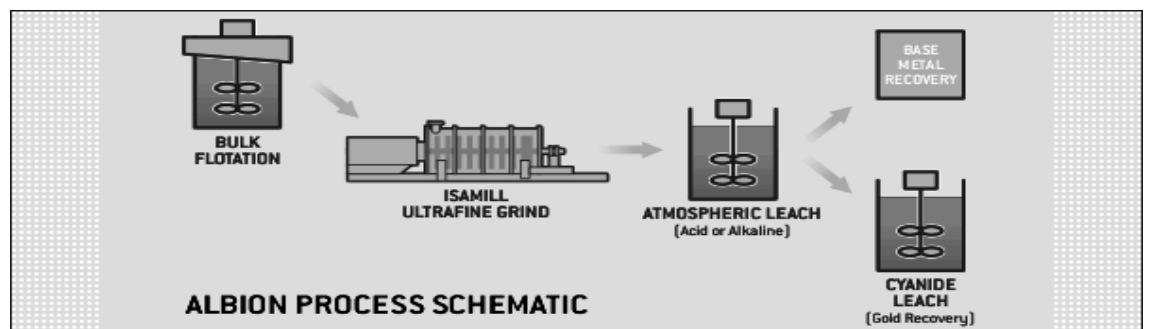 BULK
FLOTATION
ISAMILL
ULTRAFINE GRIND
ATMOSPHERIC LEACH
(Acid or Alkaline)
BASE
METAL
RECOVERY
CYANIDE
LEACH
(Gold Recovery)
ALBION PROCESS SCHEMATIC